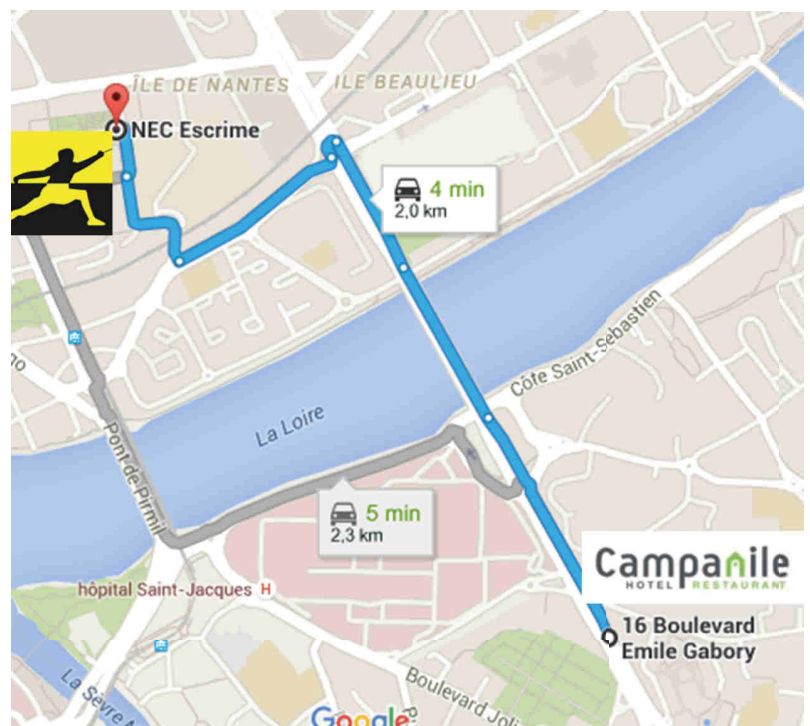 ÎLE DE NANTES
ILE BEAULIEU
NEC Escrime
4 min
2,0 km
Côte Saint-Sébastien
La Loire
Pont de Pirmil
5 min
2,3 km
Campanile
HOTEL RESTAURANT
hôpital Saint-Jacques H
16 Boulevard
Emile Gabory
La Sèvre
Boulevard Joli
Google